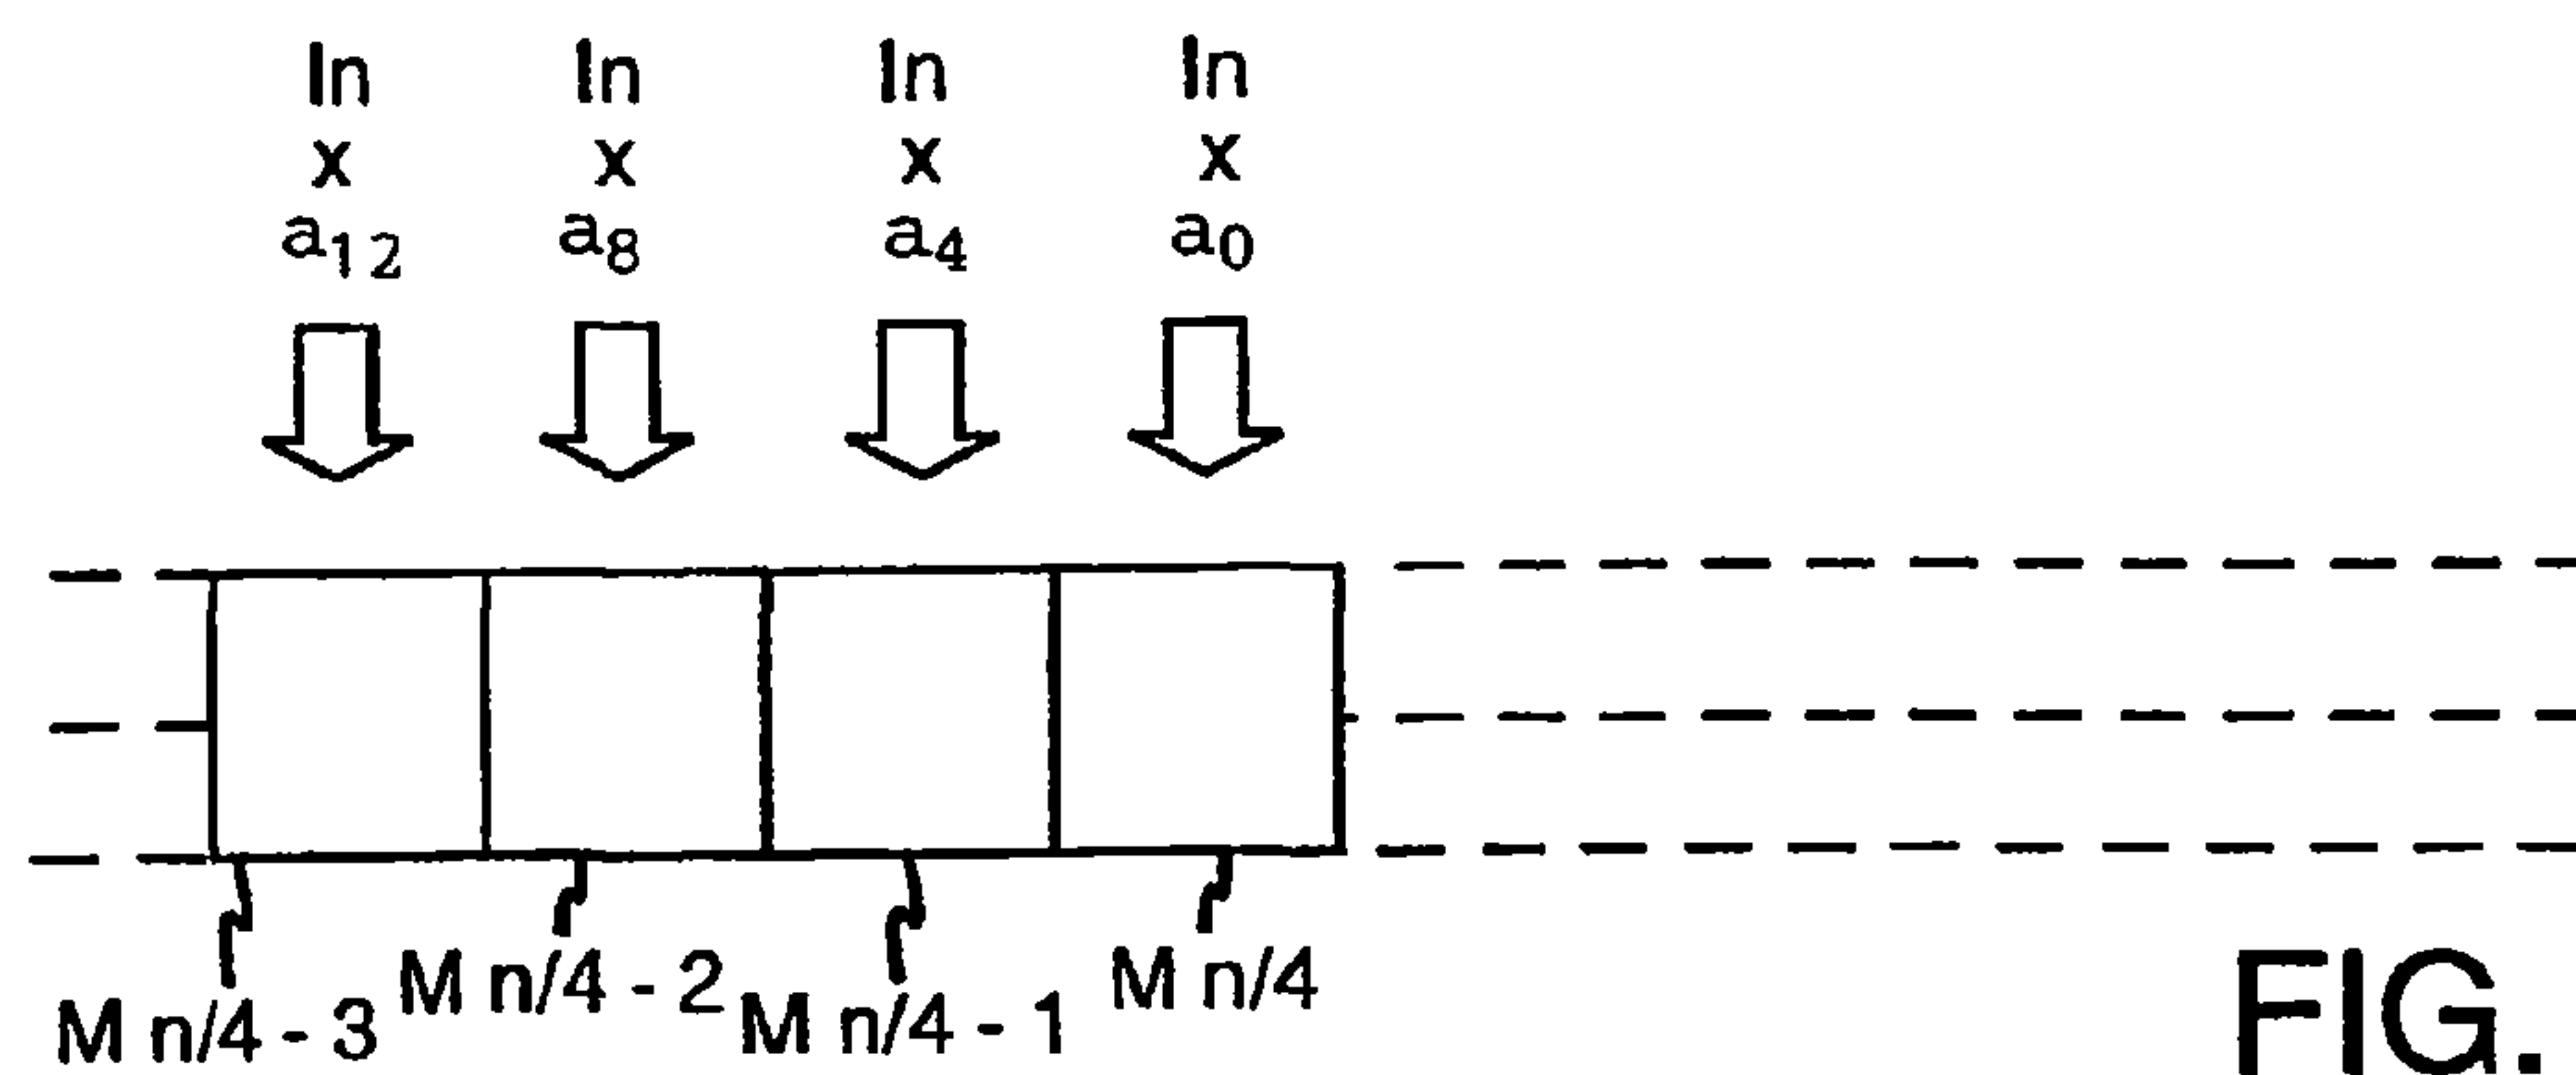 In In In In
x x x x
a₁₂ a₈ a₄ a₀
M n/4 - 3 M n/4 - 2 M n/4 - 1 M n/4
FIG.